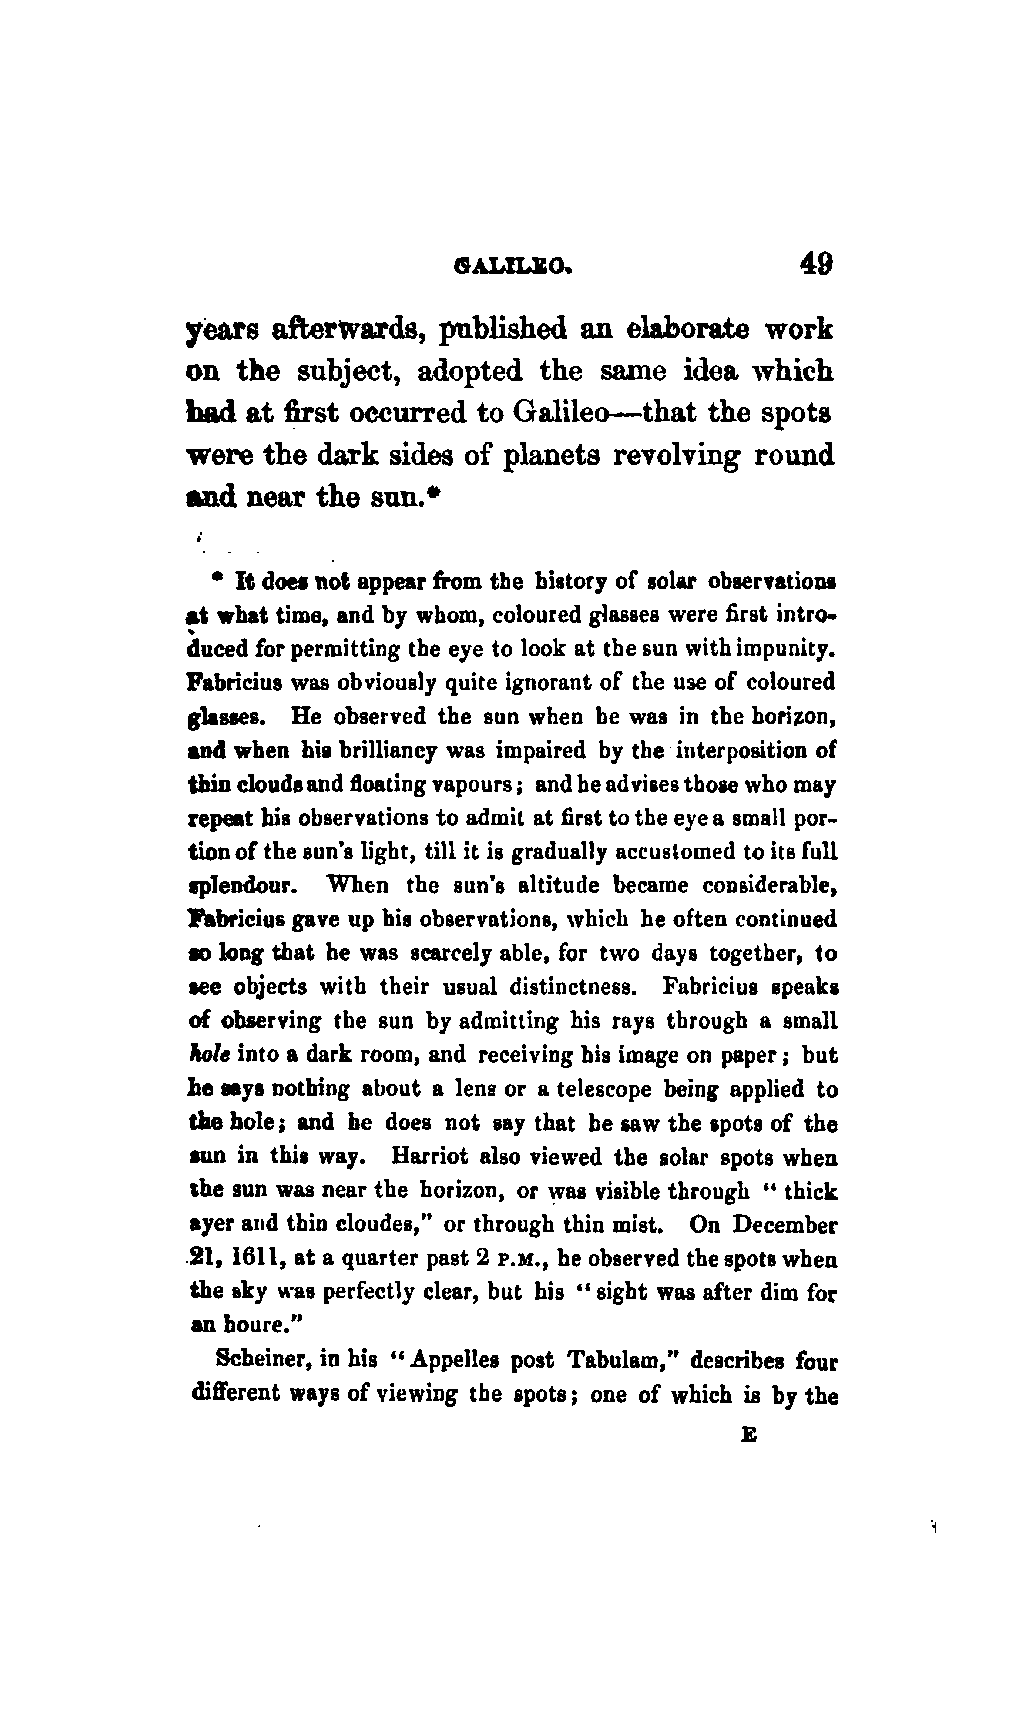 GALILEO. 49
years afterwards, published an elaborate work
on the subject, adopted the same idea which
had at first occurred to Galileo—that the spots
were the dark sides of planets revolving round
and near the sun.*
* It does not appear from the history of solar observations
at what time, and by whom, coloured glasses were first intro-
duced for permitting the eye to look at the sun with impunity.
Fabricius was obviously quite ignorant of the use of coloured
glasses. He observed the sun when he was in the horizon,
and when his brilliancy was impaired by the interposition of
thin clouds and floating vapours; and he advises those who may
repeat his observations to admit at first to the eye a small por-
tion of the sun's light, till it is gradually accustomed to its full
splendour. When the sun's altitude became considerable,
Fabricius gave up his observations, which he often continued
so long that he was scarcely able, for two days together, to
see objects with their usual distinctness. Fabricius speaks
of observing the sun by admitting his rays through a small
hole into a dark room, and receiving his image on paper; but
he says nothing about a lens or a telescope being applied to
the hole; and he does not say that he saw the spots of the
sun in this way. Harriot also viewed the solar spots when
the sun was near the horizon, or was visible through "thick
ayer and thin cloudes," or through thin mist. On December
21, 1611, at a quarter past 2 P.M., he observed the spots when
the sky was perfectly clear, but his "sight was after dim for
an houre."
Scheiner, in his "Appelles post Tabulam," describes four
different ways of viewing the spots; one of which is by the
E